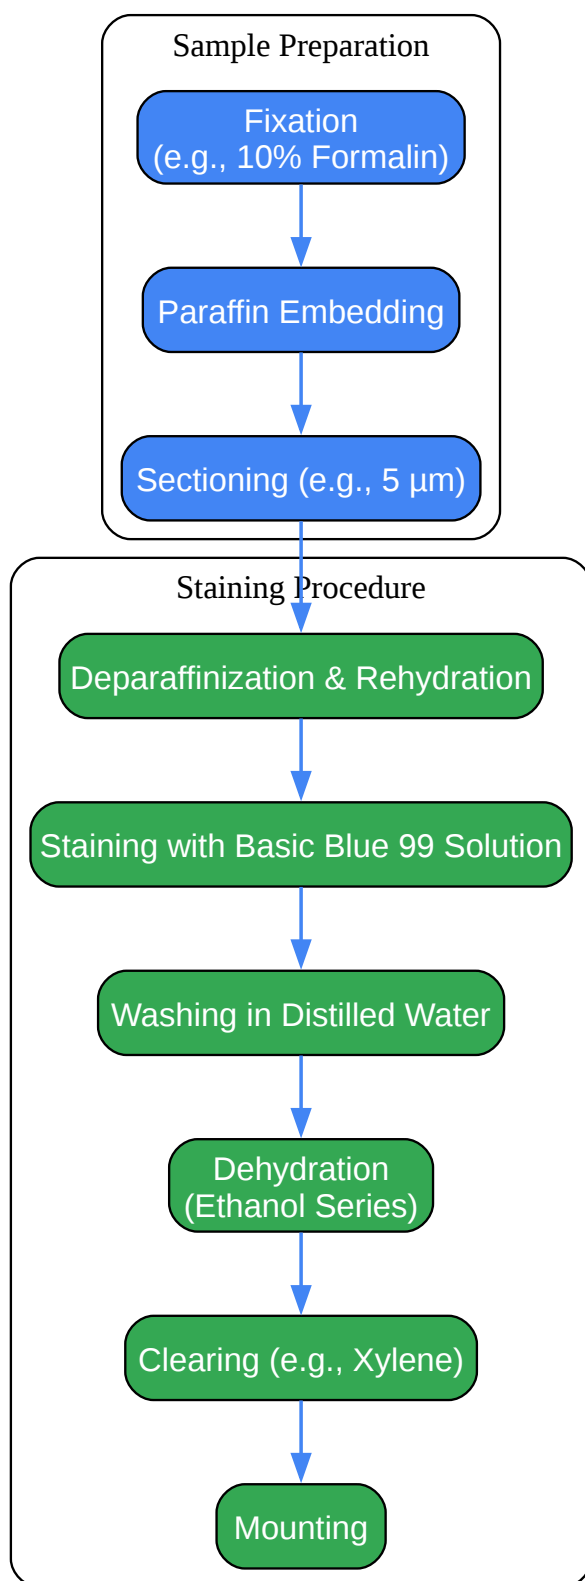 Sample Preparation
Fixation
(e.g., 10% Formalin)
Paraffin Embedding
Sectioning (e.g., 5 µm)
Staining Procedure
Deparaffinization & Rehydration
Staining with Basic Blue 99 Solution
Washing in Distilled Water
Dehydration
(Ethanol Series)
Clearing (e.g., Xylene)
Mounting